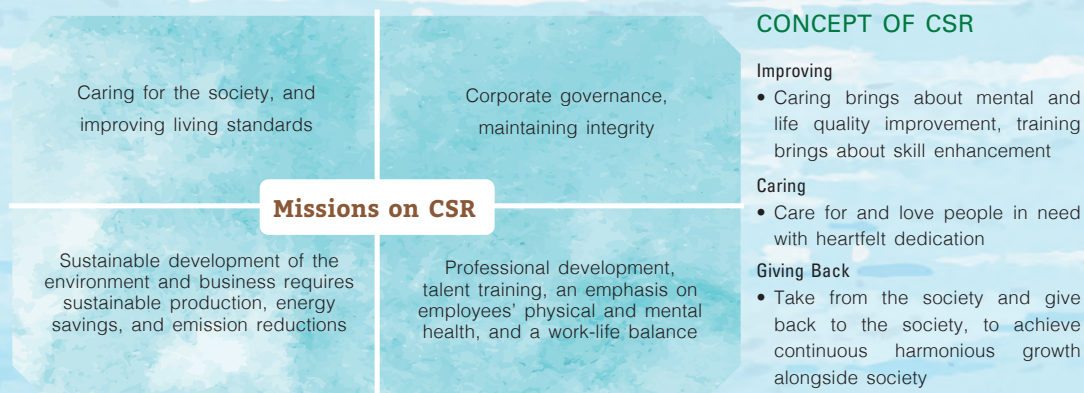 Caring for the society, and
improving living standards
Corporate governance,
maintaining integrity
Missions on CSR
Sustainable development of the
environment and business requires
sustainable production, energy
savings, and emission reductions
Professional development,
talent training, an emphasis on
employees' physical and mental
health, and a work-life balance
CONCEPT OF CSR
Improving
• Caring brings about mental and
life quality improvement, training
brings about skill enhancement
Caring
• Care for and love people in need
with heartfelt dedication
Giving Back
• Take from the society and give
back to the society, to achieve
continuous harmonious growth
alongside society